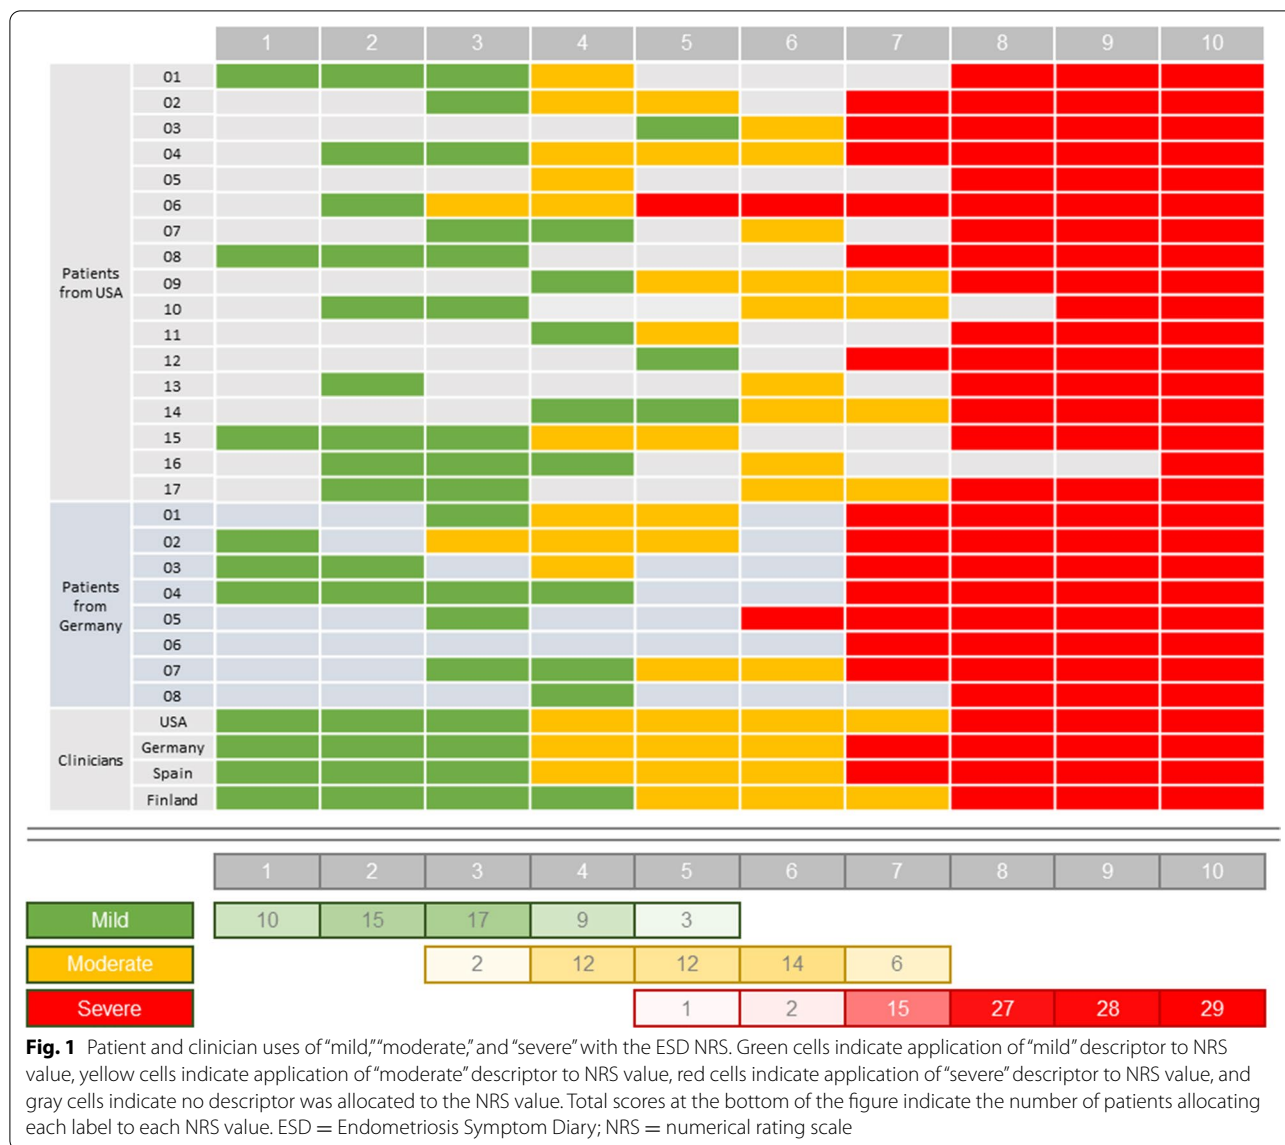 1 2 3 4 5 6 7 8 9 10
Patients from USA
01
02
03
04
05
06
07
08
09
10
11
12
13
14
15
16
17
Patients from Germany
01
02
03
04
05
06
07
08
Clinicians
USA
Germany
Spain
Finland
1 2 3 4 5 6 7 8 9 10
Mild 10 15 17 9 3
Moderate 2 12 12 14 6
Severe 1 2 15 27 28 29
Fig. 1 Patient and clinician uses of “mild,” “moderate,” and “severe” with the ESD NRS. Green cells indicate application of “mild” descriptor to NRS
value, yellow cells indicate application of “moderate” descriptor to NRS value, red cells indicate application of “severe” descriptor to NRS value, and
gray cells indicate no descriptor was allocated to the NRS value. Total scores at the bottom of the figure indicate the number of patients allocating
each label to each NRS value. ESD = Endometriosis Symptom Diary; NRS = numerical rating scale